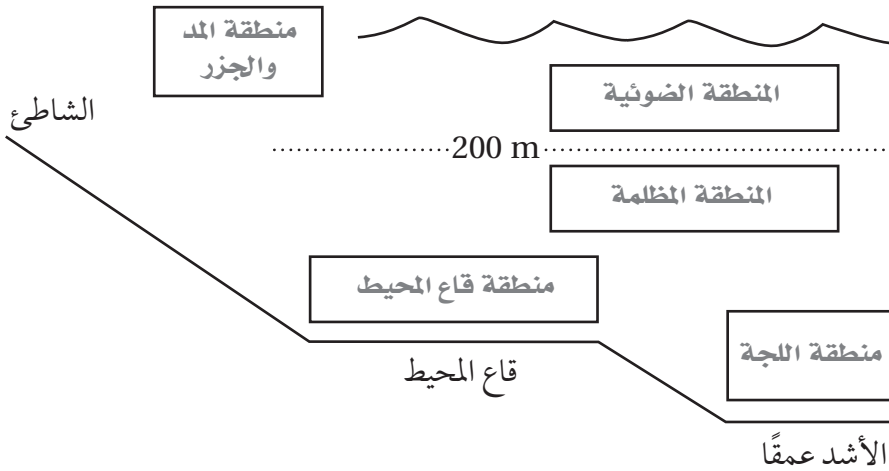 منطقة المد
والجزر
المنطقة الضوئية
الشاطئ
200 m
المنطقة المظلمة
منطقة قاع المحيط
منطقة اللجة
قاع المحيط
الأشد عمقًا